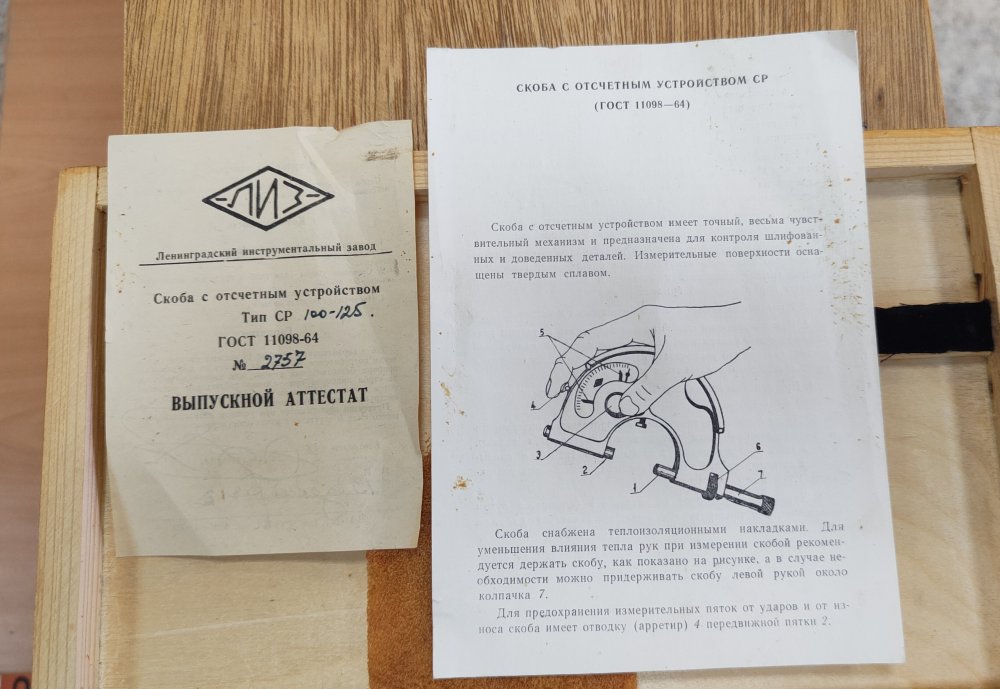 ЛИЗ
Ленинградский инструментальный завод
Скоба с отсчетным устройством
Тип СР 100-125.
ГОСТ 11098-64
№ 2757
ВЫПУСКНОЙ АТТЕСТАТ
СКОБА С ОТСЧЕТНЫМ УСТРОЙСТВОМ СР
(ГОСТ 11098—64)
Скоба с отсчетным устройством имеет точный, весьма чувст-
вительный механизм и предназначена для контроля шлифован-
ных и доведенных деталей. Измерительные поверхности осна-
щены твердым сплавом.
5
4
3
2
1
6
7
Скоба снабжена теплоизоляционными накладками. Для
уменьшения влияния тепла рук при измерении скобой рекомен-
дуется держать скобу, как показано на рисунке, а в случае не-
обходимости можно придерживать скобу левой рукой около
колпачка 7.
Для предохранения измерительных пяток от ударов и от из-
носа скоба имеет отводку (арретир) 4 передвижной пятки 2.